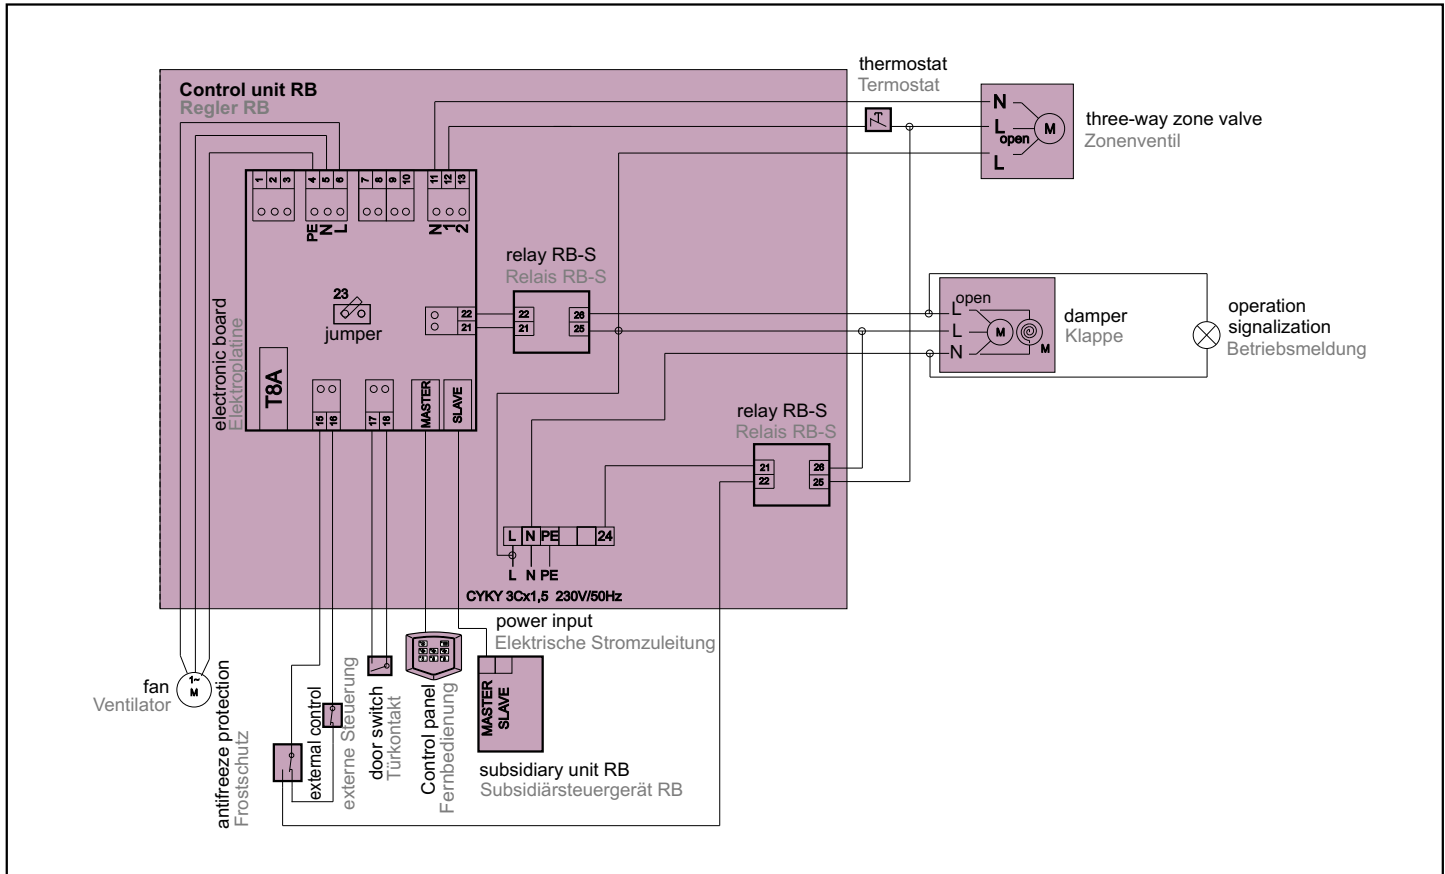 Control unit RB
Regler RB
thermostat
Termostat
N
L
open
L
M
three-way zone valve
Zonenventil
1 2 3
4 5 6
7 8 9 10
11 12 13
PE N L
N 1 2
23
jumper
22
21
T8A
15 16
17 18
MASTER
SLAVE
electronic board
Elektroplatine
relay RB-S
Relais RB-S
22 26
21 25
open
L
L
N
M
M
damper
Klappe
operation
signalization
Betriebsmeldung
relay RB-S
Relais RB-S
21 26
22 25
L N PE 24
L N PE
CYKY 3Cx1,5 230V/50Hz
power input
Elektrische Stromzuleitung
fan
Ventilator
1~
M
antifreeze protection
Frostschutz
external control
externe Steuerung
door switch
Türkontakt
Control panel
Fernbedienung
MASTER
SLAVE
subsidiary unit RB
Subsidiärsteuergerät RB